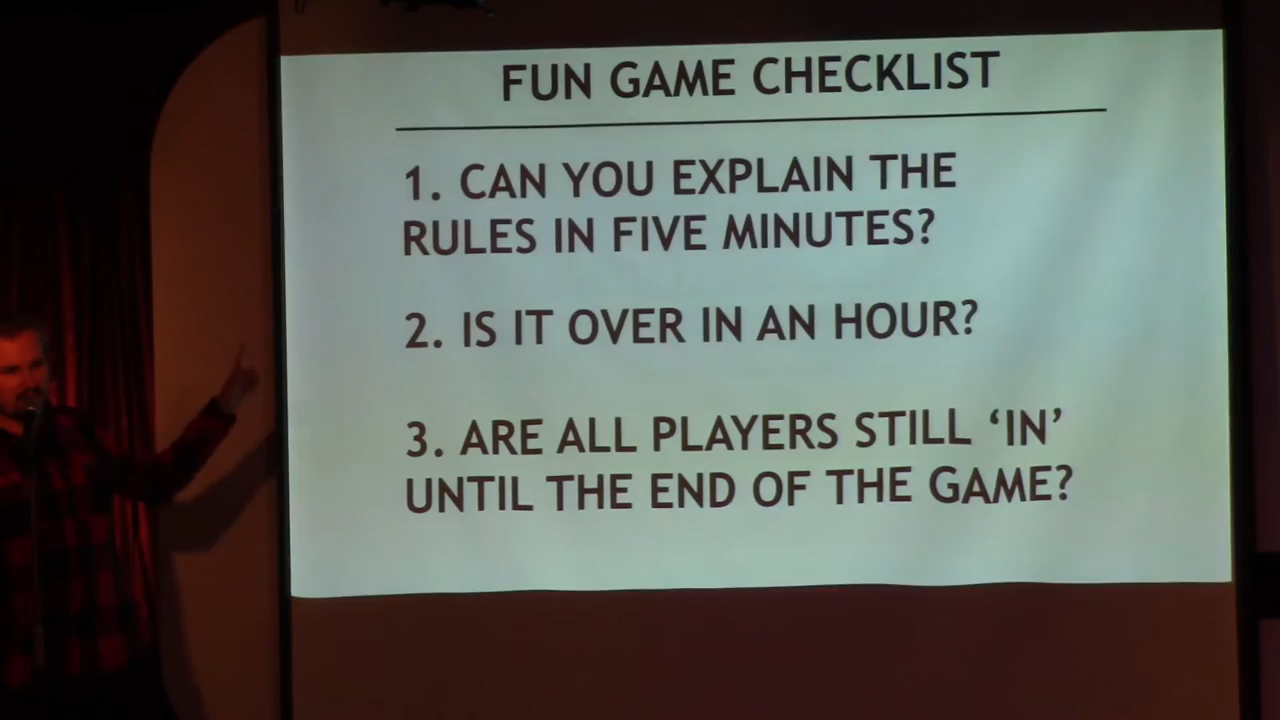 FUN GAME CHECKLIST
1. CAN YOU EXPLAIN THE
RULES IN FIVE MINUTES?
2. IS IT OVER IN AN HOUR?
3. ARE ALL PLAYERS STILL ‘IN’
UNTIL THE END OF THE GAME?